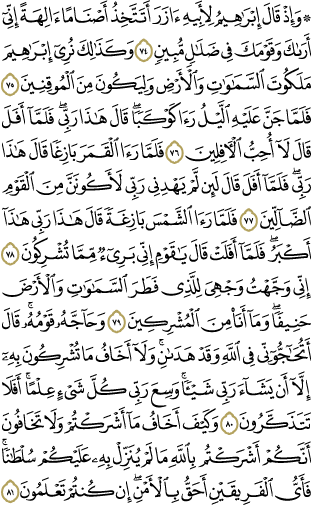 ۞ وَإِذْ قَالَ إِبْرَٰهِيمُ لِأَبِيهِ ءَازَرَ أَتَتَّخِذُ أَصْنَامًا ءَالِهَةً إِنِّيٓ
أَرَىٰكَ وَقَوْمَكَ فِي ضَلَٰلٖ مُّبِينٖ ٧٤ وَكَذَٰلِكَ نُرِيٓ إِبْرَٰهِيمَ
مَلَكُوتَ ٱلسَّمَٰوَٰتِ وَٱلْأَرْضِ وَلِيَكُونَ مِنَ ٱلْمُوقِنِينَ ٧٥
فَلَمَّا جَنَّ عَلَيْهِ ٱلَّيْلُ رَءَا كَوْكَبٗاۖ قَالَ هَٰذَا رَبِّيۖ فَلَمَّآ أَفَلَ
قَالَ لَآ أُحِبُّ ٱلْأٓفِلِينَ ٧٦ فَلَمَّا رَءَا ٱلْقَمَرَ بَازِغٗا قَالَ هَٰذَا
رَبِّيۖ فَلَمَّآ أَفَلَ قَالَ لَئِن لَّمْ يَهْدِنِي رَبِّي لَأَكُونَنَّ مِنَ ٱلْقَوْمِ
ٱلضَّآلِّينَ ٧٧ فَلَمَّا رَءَا ٱلشَّمْسَ بَازِغَةٗ قَالَ هَٰذَا رَبِّي هَٰذَآ
أَكْبَرُۖ فَلَمَّآ أَفَلَتْ قَالَ يَٰقَوْمِ إِنِّي بَرِيٓءٞ مِّمَّا تُشْرِكُونَ ٧٨
إِنِّي وَجَّهْتُ وَجْهِيَ لِلَّذِي فَطَرَ ٱلسَّمَٰوَٰتِ وَٱلْأَرْضَ
حَنِيفٗاۖ وَمَآ أَنَا۠ مِنَ ٱلْمُشْرِكِينَ ٧٩ وَحَآجَّهُۥ قَوْمُهُۥۚ قَالَ
أَتُحَٰٓجُّوٓنِّي فِي ٱللَّهِ وَقَدْ هَدَىٰنِۚ وَلَآ أَخَافُ مَا تُشْرِكُونَ بِهِۦٓ
إِلَّآ أَن يَشَآءَ رَبِّي شَيْـٔٗاۗ وَسِعَ رَبِّي كُلَّ شَيْءٍ عِلْمًاۗ أَفَلَا
تَتَذَكَّرُونَ ٨٠ وَكَيْفَ أَخَافُ مَآ أَشْرَكْتُمْ وَلَا تَخَافُونَ
أَنَّكُمْ أَشْرَكْتُم بِٱللَّهِ مَا لَمْ يُنَزِّلْ بِهِۦ عَلَيْكُمْ سُلْطَٰنٗاۚ
فَأَيُّ ٱلْفَرِيقَيْنِ أَحَقُّ بِٱلْأَمْنِۖ إِن كُنتُمْ تَعْلَمُونَ ٨١